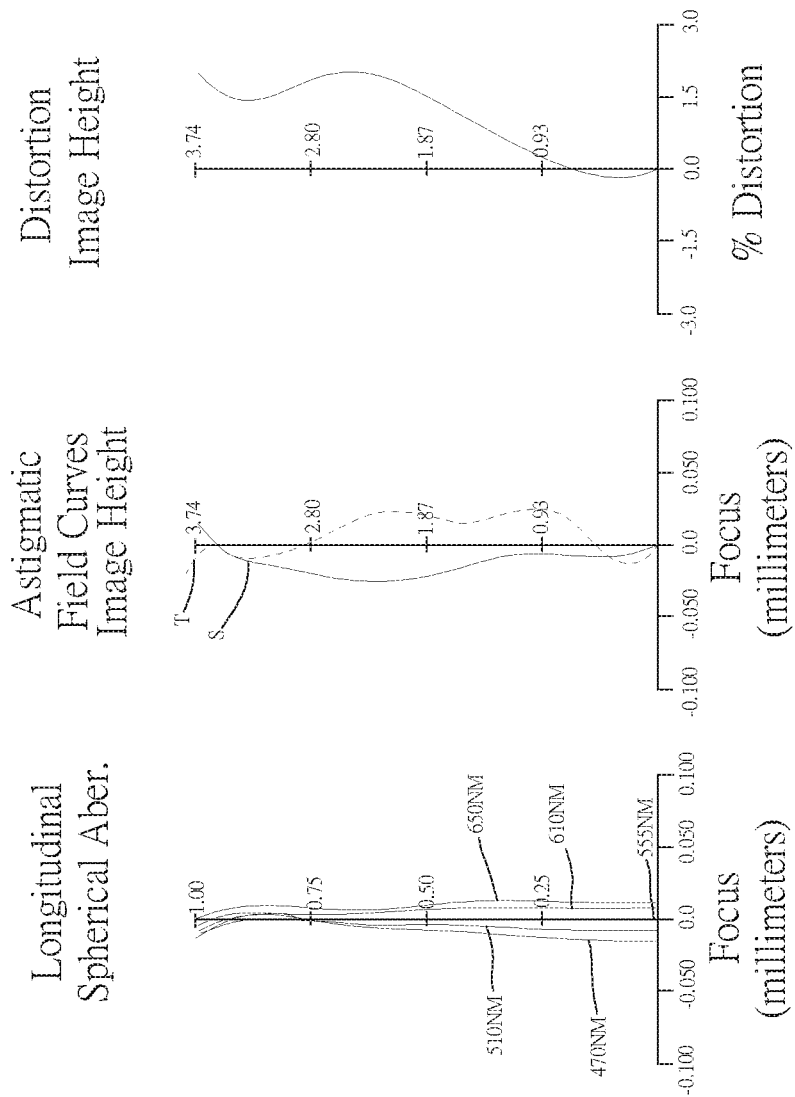 Longitudinal
Spherical Aber.
1.00
0.75
0.50
0.25
650NM
610NM
555NM
510NM
470NM
-0.100
-0.050
0.0
0.050
0.100
Focus
(millimeters)
Astigmatic
Field Curves
Image Height
T
S
3.74
2.80
1.87
0.93
-0.100
-0.050
0.0
0.050
0.100
Focus
(millimeters)
Distortion
Image Height
3.74
2.80
1.87
0.93
-3.0
-1.5
0.0
1.5
3.0
% Distortion